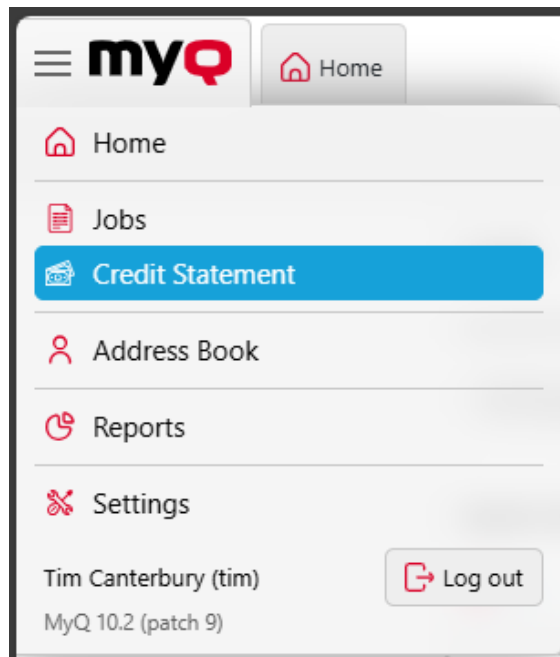 myQ
Home
Home
Jobs
Credit Statement
Address Book
Reports
Settings
Tim Canterbury (tim)
Log out
MyQ 10.2 (patch 9)